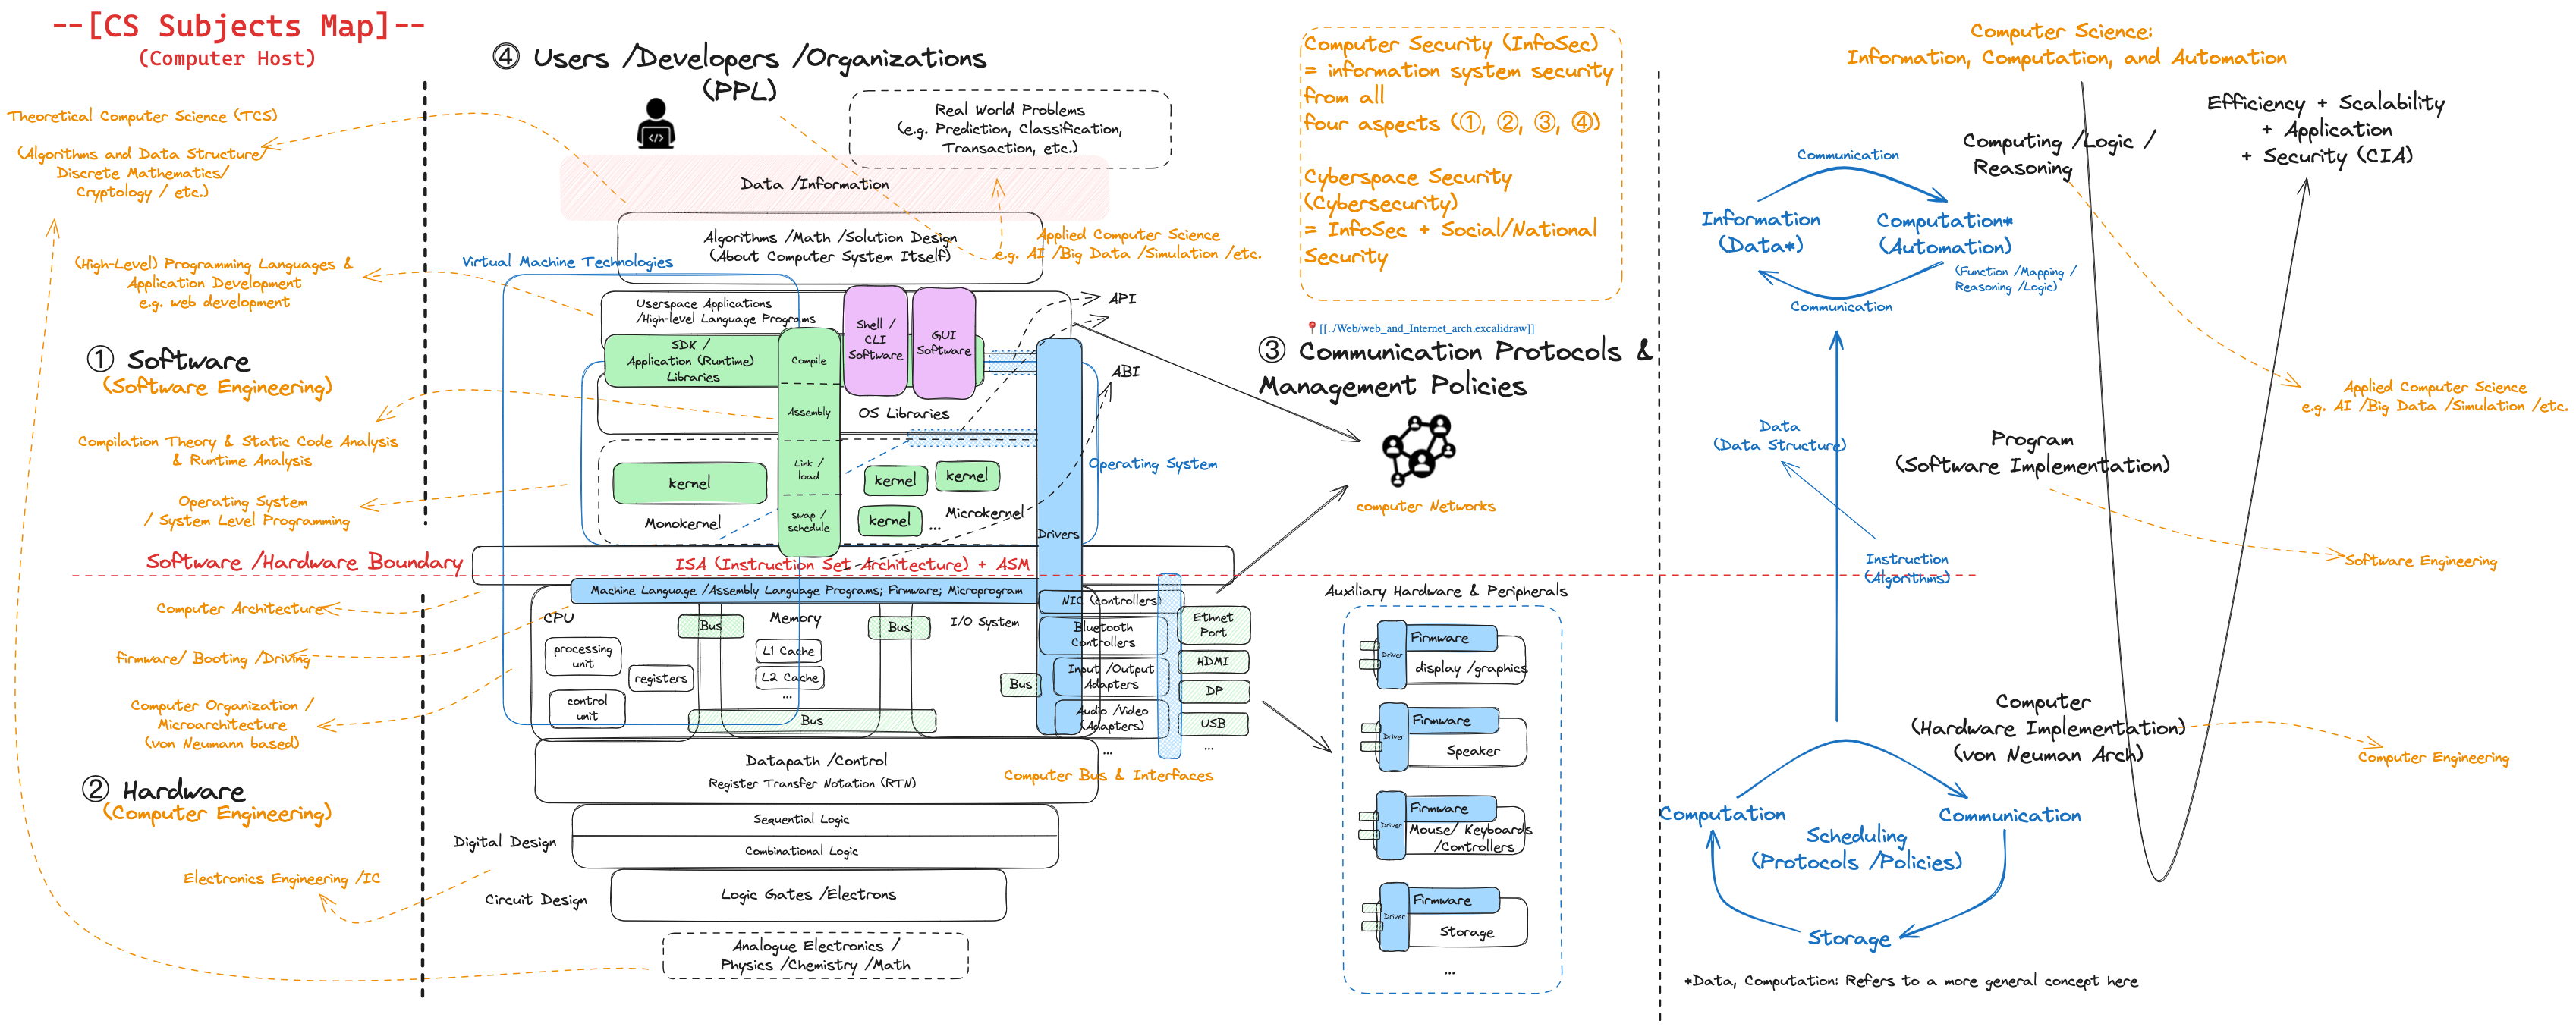 --[CS Subjects Map]--
(Computer Host)
Theoretical Computer Science (TCS)
(Algorithms and Data Structure/
Discrete Mathematics/
Cryptology / etc.)
(High-Level) Programming Languages &
Application Development
e.g. web development
① Software
(Software Engineering)
Compilation Theory & Static Code Analysis
& Runtime Analysis
Operating System
/ System Level Programming
Software /Hardware Boundary
Computer Architecture
firmware/ Booting /Driving
Computer Organization /
Microarchitecture
(von Neumann based)
② Hardware
(Computer Engineering)
Electronics Engineering /IC
④ Users /Developers /Organizations
(PPL)
Real World Problems
(e.g. Prediction, Classification,
Transaction, etc.)
Data /Information
Algorithms /Math /Solution Design
(About Computer System Itself)
Applied Computer Science
e.g. AI /Big Data /Simulation /etc.
Virtual Machine Technologies
Userspace Applications
/High-level Language Programs
SDK /
Application (Runtime)
Libraries
Compile
Assembly
Link /
load
swap /
schedule
Shell /
CLI
Software
GUI
Software
API
ABI
OS Libraries
Operating System
kernel
Monokernel
kernel
kernel
kernel
...
Microkernel
Drivers
ISA (Instruction Set Architecture) + ASM
Machine Language /Assembly Language Programs; Firmware; Microprogram
CPU
processing
unit
registers
control
unit
Bus
Memory
L1 Cache
L2 Cache
...
Bus
I/O System
Bus
Bus
NIC (controllers)
Bluetooth
Controllers
Input /Output
Adapters
Audio /Video
(Adapters)
...
Ethnet
Port
HDMI
DP
USB
...
Datapath /Control
Register Transfer Notation (RTN)
Computer Bus & Interfaces
Digital Design
Sequential Logic
Combinational Logic
Circuit Design
Logic Gates /Electrons
Analogue Electronics /
Physics /Chemistry /Math
Computer Security (InfoSec)
= information system security
from all
four aspects (①, ②, ③, ④)
Cyberspace Security
(Cybersecurity)
= InfoSec + Social/National
Security
[[../Web/web_and_Internet_arch.excalidraw]]
③ Communication Protocols &
Management Policies
computer Networks
Auxiliary Hardware & Peripherals
Driver
Firmware
display /graphics
Driver
Firmware
Speaker
Driver
Firmware
Mouse/ Keyboards
/Controllers
Driver
Firmware
Storage
...
Computer Science:
Information, Computation, and Automation
Efficiency + Scalability
+ Application
+ Security (CIA)
Computing /Logic /
Reasoning
Communication
Information
(Data*)
Computation*
(Automation)
(Function /Mapping /
Reasoning /Logic)
Communication
Applied Computer Science
e.g. AI /Big Data /Simulation /etc.
Data
(Data Structure)
Program
(Software Implementation)
Instruction
(Algorithms)
Software Engineering
Computer
(Hardware Implementation)
(von Neuman Arch)
Computer Engineering
Computation
Communication
Scheduling
(Protocols /Policies)
Storage
*Data, Computation: Refers to a more general concept here